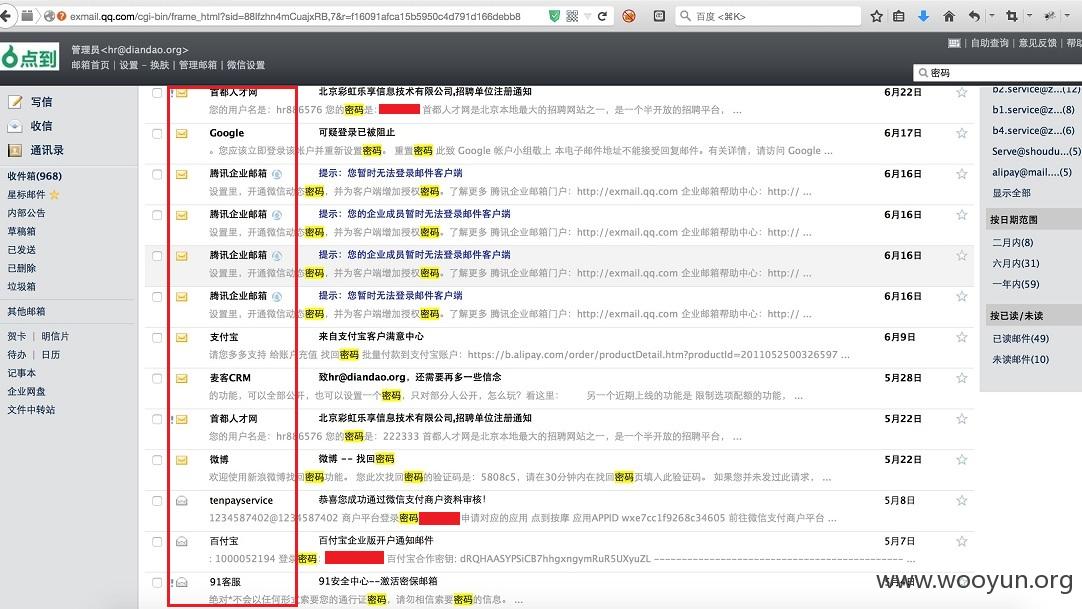 exmail.qq.com/cgi-bin/frame_html?sid=88lfzhn4mCuajxRB,7&r=f16091afca15b5950c4d791d166debb8
百度 <⌘K>
点到
管理员<hr@diandao.org>
邮箱首页 | 设置 - 换肤 | 管理邮箱 | 微信设置
自助查询 | 意见反馈 | 帮助
密码
写信
收信
通讯录
收件箱(968)
星标邮件
内部公告
草稿箱
已发送
已删除
垃圾箱
其他邮箱
贺卡 | 明信片
待办 | 日历
记事本
企业网盘
文件中转站
首都人才网 北京彩虹乐享信息技术有限公司,招聘单位注册通知 6月22日
您的用户名是: hr886576 您的密码是: 首都人才网是北京本地最大的招聘网站之一，是一个半开放的招聘平台， ...
Google 可疑登录已被阻止 6月17日
。您应该立即登录该帐户并重新设置密码。 重置密码 此致 Google 帐户小组敬上 本电子邮件地址不能接受回复邮件。有关详情，请访问 Google ...
腾讯企业邮箱 提示：您暂时无法登录邮件客户端 6月16日
设置里，开通微信动态密码，并为客户端增加授权密码。了解更多 腾讯企业邮箱门户：http://exmail.qq.com 企业邮箱帮助中心：http:// ...
腾讯企业邮箱 提示：您的企业成员暂时无法登录邮件客户端 6月16日
设置里，开通微信动态密码，并为客户端增加授权密码。了解更多 腾讯企业邮箱门户：http://exmail.qq.com 企业邮箱帮助中心：http:// ...
腾讯企业邮箱 提示：您的企业成员暂时无法登录邮件客户端 6月16日
设置里，开通微信动态密码，并为客户端增加授权密码。了解更多 腾讯企业邮箱门户：http://exmail.qq.com 企业邮箱帮助中心：http:// ...
腾讯企业邮箱 提示：您暂时无法登录邮件客户端 6月16日
设置里，开通微信动态密码，并为客户端增加授权密码。了解更多 腾讯企业邮箱门户：http://exmail.qq.com 企业邮箱帮助中心：http:// ...
支付宝 来自支付宝客户满意中心 6月9日
请您多多支持 给账户充值 找回密码 批量付款到支付宝账户：https://b.alipay.com/order/productDetail.htm?productId=2011052500326597 ...
麦客CRM 致hr@diandao.org，还需要再多一些信念 5月28日
的功能，可以全部公开，也可以设置一个密码，只对部分人公开，怎么玩？看这里： 另一个近期上线的功能是 限制选项配额的功能， ...
首都人才网 北京彩虹乐享信息技术有限公司,招聘单位注册通知 5月22日
您的用户名是: hr886576 您的密码是: 222333 首都人才网是北京本地最大的招聘网站之一，是一个半开放的招聘平台， ...
微博 微博 -- 找回密码 5月22日
欢迎使用新浪微博找回密码功能。 您此次找回密码的验证码是：5808c5，请在30分钟内在找回密码页填入此验证码。 如果您并未发过此请求， ...
tenpayservice 恭喜您成功通过微信支付商户资料审核！ 5月8日
1234587402@1234587402 商户平台登录密码 申请对应的应用 点到按摩 应用APPID wxe7cc1f9268c34605 前往微信支付商户平台 ...
百付宝 百付宝企业版开户通知邮件 5月7日
: 1000052194 登录密码: 百付宝合作密钥: dRQHAASYPSiCB7hhgxngymRuR5UXyuZL ---------------------------------------- ...
91客服 91安全中心--激活密保邮箱
绝对*不会以任何形式索要您的通行证密码，请勿相信索要密码的信息。 ...
b2.service@z...(12)
b1.service@z...(8)
b4.service@z...(6)
Serve@shoudu...(5)
alipay@mail....(5)
显示全部
按日期范围
二月内(8)
六月内(31)
一年内(59)
按已读/未读
已读邮件(49)
未读邮件(10)
www.wooyun.org